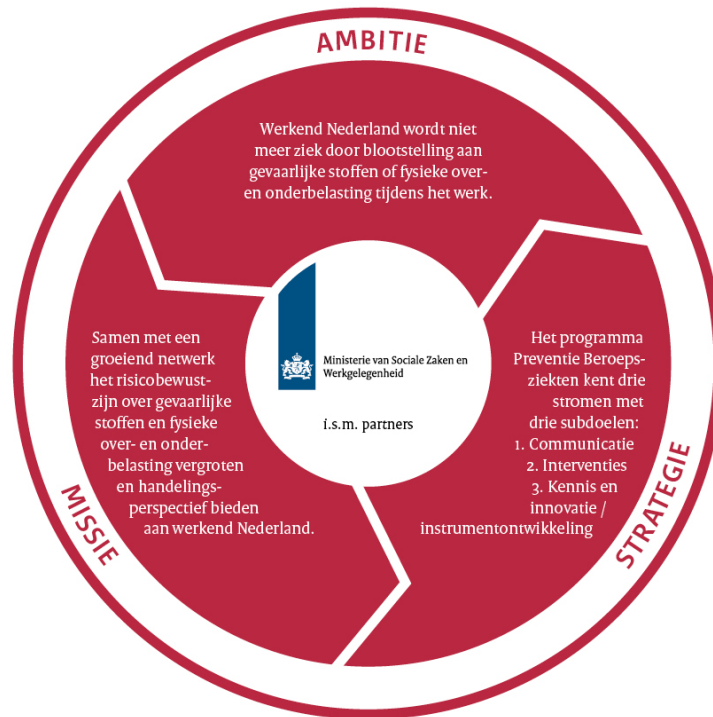 AMBITIE
Werkend Nederland wordt niet
meer ziek door blootstelling aan
gevaarlijke stoffen of fysieke over-
en onderbelasting tijdens het werk.
Samen met een
groeiend netwerk
het risicobewust-
zijn over gevaarlijke
stoffen en fysieke
over- en onder-
belasting vergroten
en handelings-
perspectief bieden
aan werkend Nederland.
MISSIE
Ministerie van Sociale Zaken en
Werkgelegenheid
i.s.m. partners
Het programma
Preventie Beroeps-
ziekten kent drie
stromen met
drie subdoelen:
1. Communicatie
2. Interventies
3. Kennis en
innovatie /
instrumentontwikkeling
STRATEGIE